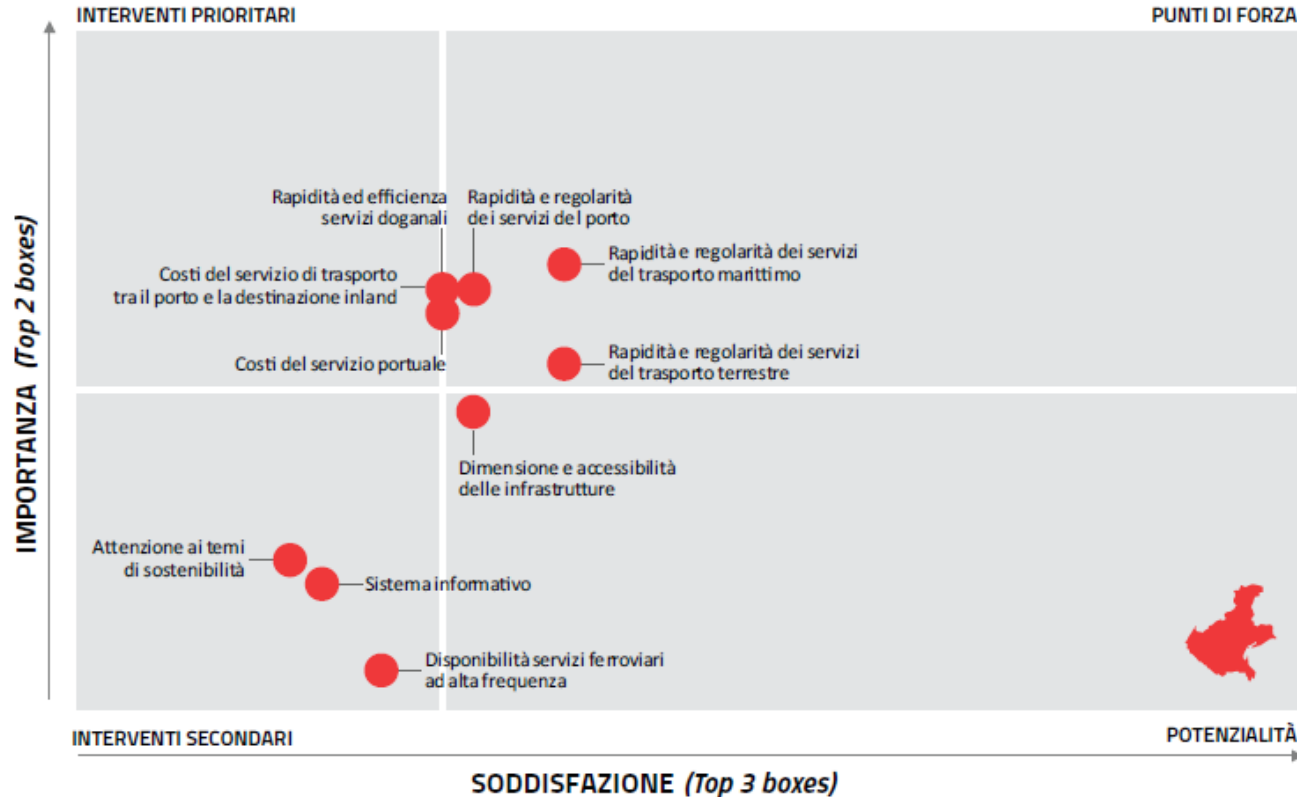 INTERVENTI PRIORITARI
PUNTI DI FORZA
Rapidità ed efficienza
servizi doganali
Rapidità e regolarità
dei servizi del porto
Rapidità e regolarità dei servizi
del trasporto marittimo
Costi del servizio di trasporto
tra il porto e la destinazione inland
Costi del servizio portuale
Rapidità e regolarità dei servizi
del trasporto terrestre
IMPORTANZA (Top 2 boxes)
Dimensione e accessibilità
delle infrastrutture
Attenzione ai temi
di sostenibilità
Sistema informativo
Disponibilità servizi ferroviari
ad alta frequenza
INTERVENTI SECONDARI
POTENZIALITÀ
SODDISFAZIONE (Top 3 boxes)